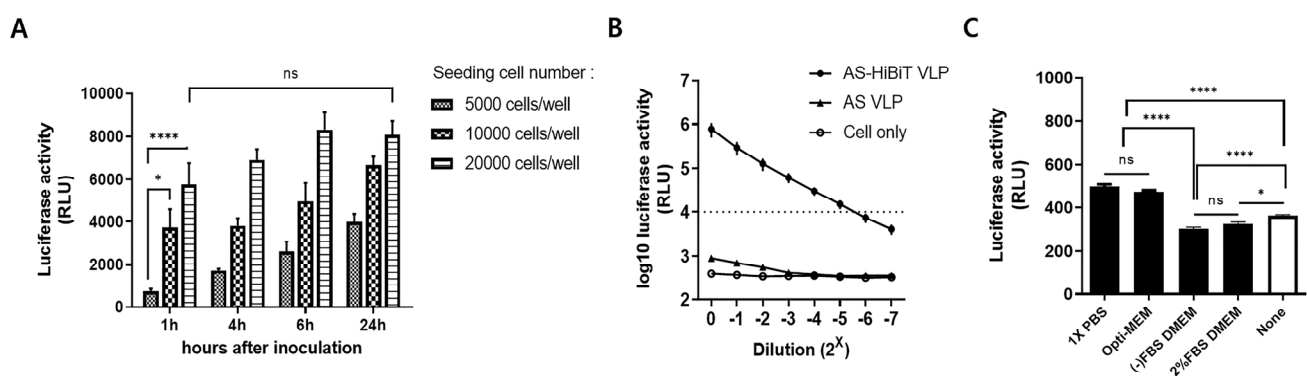 A
ns
Seeding cell number :
5000 cells/well
10000 cells/well
20000 cells/well
****
*
10000
8000
6000
4000
2000
0
Luciferase activity
(RLU)
1h 4h 6h 24h
hours after inoculation
B
AS-HiBiT VLP
AS VLP
Cell only
7
6
5
4
3
2
log10 luciferase activity
(RLU)
0 -1 -2 -3 -4 -5 -6 -7
Dilution (2^X)
C
****
****
ns
****
ns
*
1000
800
600
400
200
0
Luciferase activity
(RLU)
1X PBS
Opti-MEM
(-)FBS DMEM
2%FBS DMEM
None